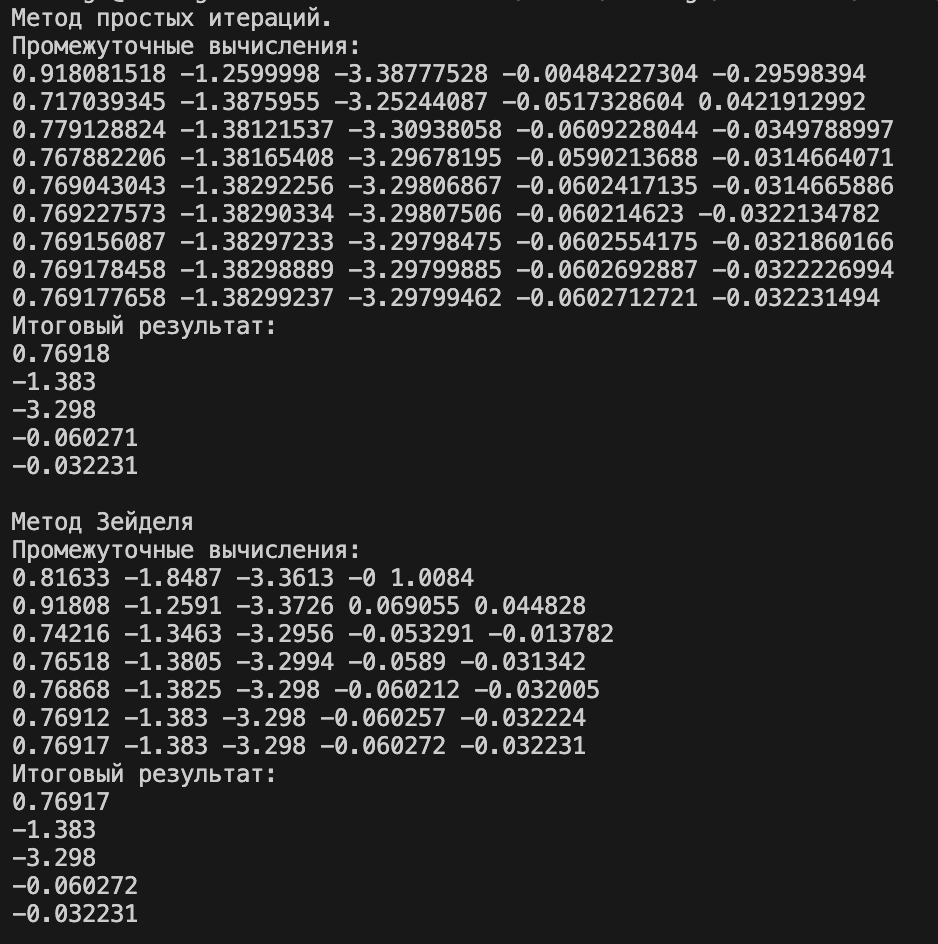 Метод простых итераций.
Промежуточные вычисления:
0.918081518 -1.2599998 -3.38777528 -0.00484227304 -0.29598394
0.717039345 -1.3875955 -3.25244087 -0.0517328604 0.0421912992
0.779128824 -1.38121537 -3.30938058 -0.0609228044 -0.0349788997
0.767882206 -1.38165408 -3.29678195 -0.0590213688 -0.0314664071
0.769043043 -1.38292256 -3.29806867 -0.0602417135 -0.0314665886
0.769227573 -1.38290334 -3.29807506 -0.060214623 -0.0322134782
0.769156087 -1.38297233 -3.29798475 -0.0602554175 -0.0321860166
0.769178458 -1.38298889 -3.29799885 -0.0602692887 -0.0322226994
0.769177658 -1.38299237 -3.29799462 -0.0602712721 -0.032231494
Итоговый результат:
0.76918
-1.383
-3.298
-0.060271
-0.032231
Метод Зейделя
Промежуточные вычисления:
0.81633 -1.8487 -3.3613 -0 1.0084
0.91808 -1.2591 -3.3726 0.069055 0.044828
0.74216 -1.3463 -3.2956 -0.053291 -0.013782
0.76518 -1.3805 -3.2994 -0.0589 -0.031342
0.76868 -1.3825 -3.298 -0.060212 -0.032005
0.76912 -1.383 -3.298 -0.060257 -0.032224
0.76917 -1.383 -3.298 -0.060272 -0.032231
Итоговый результат:
0.76917
-1.383
-3.298
-0.060272
-0.032231